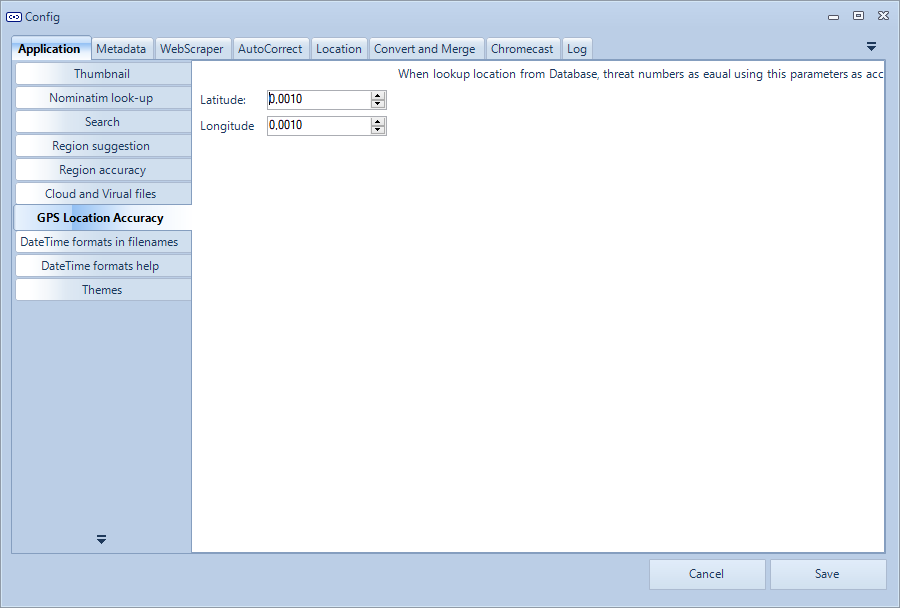 Config
Application Metadata WebScraper AutoCorrect Location Convert and Merge Chromecast Log
Thumbnail
Nominatim look-up
Search
Region suggestion
Region accuracy
Cloud and Virual files
GPS Location Accuracy
DateTime formats in filenames
DateTime formats help
Themes
When lookup location from Database, threat numbers as eaual using this parameters as acc
Latitude: 0,0010
Longitude 0,0010
Cancel Save